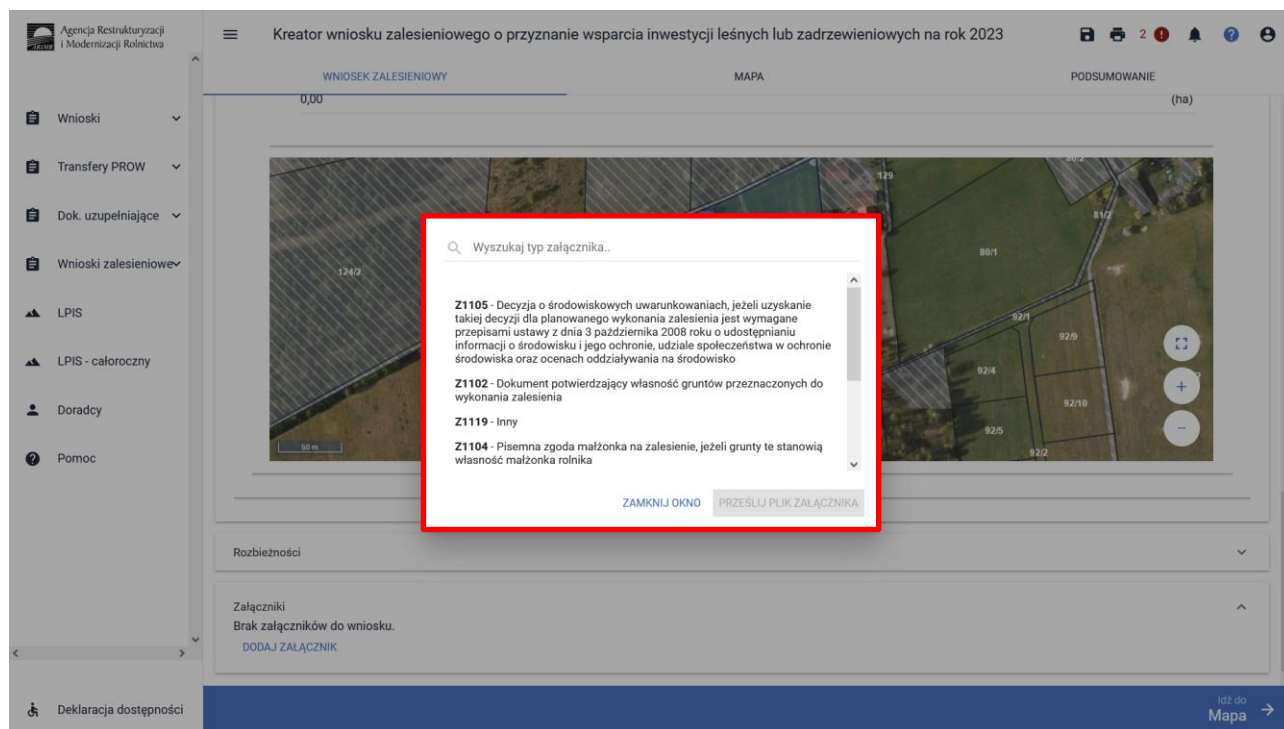 Agencja Restrukturyzacji
i Modernizacji Rolnictwa
Kreator wniosku zalesieniowego o przyznanie wsparcia inwestycji leśnych lub zadrzewieniowych na rok 2023
2
WNIOSEK ZALESIENIOWY
MAPA
PODSUMOWANIE
Wnioski
Transfery PROW
Dok. uzupełniające
Wnioski zalesieniowe
LPIS
LPIS - całoroczny
Doradcy
Pomoc
Deklaracja dostępności
0,00
(ha)
129
80/2
81/2
80/1
124/2
92/1
92/9
92/4
92/10
92/5
92/2
50 m
Wyszukaj typ załącznika..
Z1105 - Decyzja o środowiskowych uwarunkowaniach, jeżeli uzyskanie
takiej decyzji dla planowanego wykonania zalesienia jest wymagane
przepisami ustawy z dnia 3 października 2008 roku o udostępnianiu
informacji o środowisku i jego ochronie, udziale społeczeństwa w ochronie
środowiska oraz ocenach oddziaływania na środowisko
Z1102 - Dokument potwierdzający własność gruntów przeznaczonych do
wykonania zalesienia
Z1119 - Inny
Z1104 - Pisemna zgoda małżonka na zalesienie, jeżeli grunty te stanowią
własność małżonka rolnika
ZAMKNIJ OKNO
PRZEŚLIJ PLIK ZAŁĄCZNIKA
Rozbieżności
Załączniki
Brak załączników do wniosku.
DODAJ ZAŁĄCZNIK
Idź do
Mapa